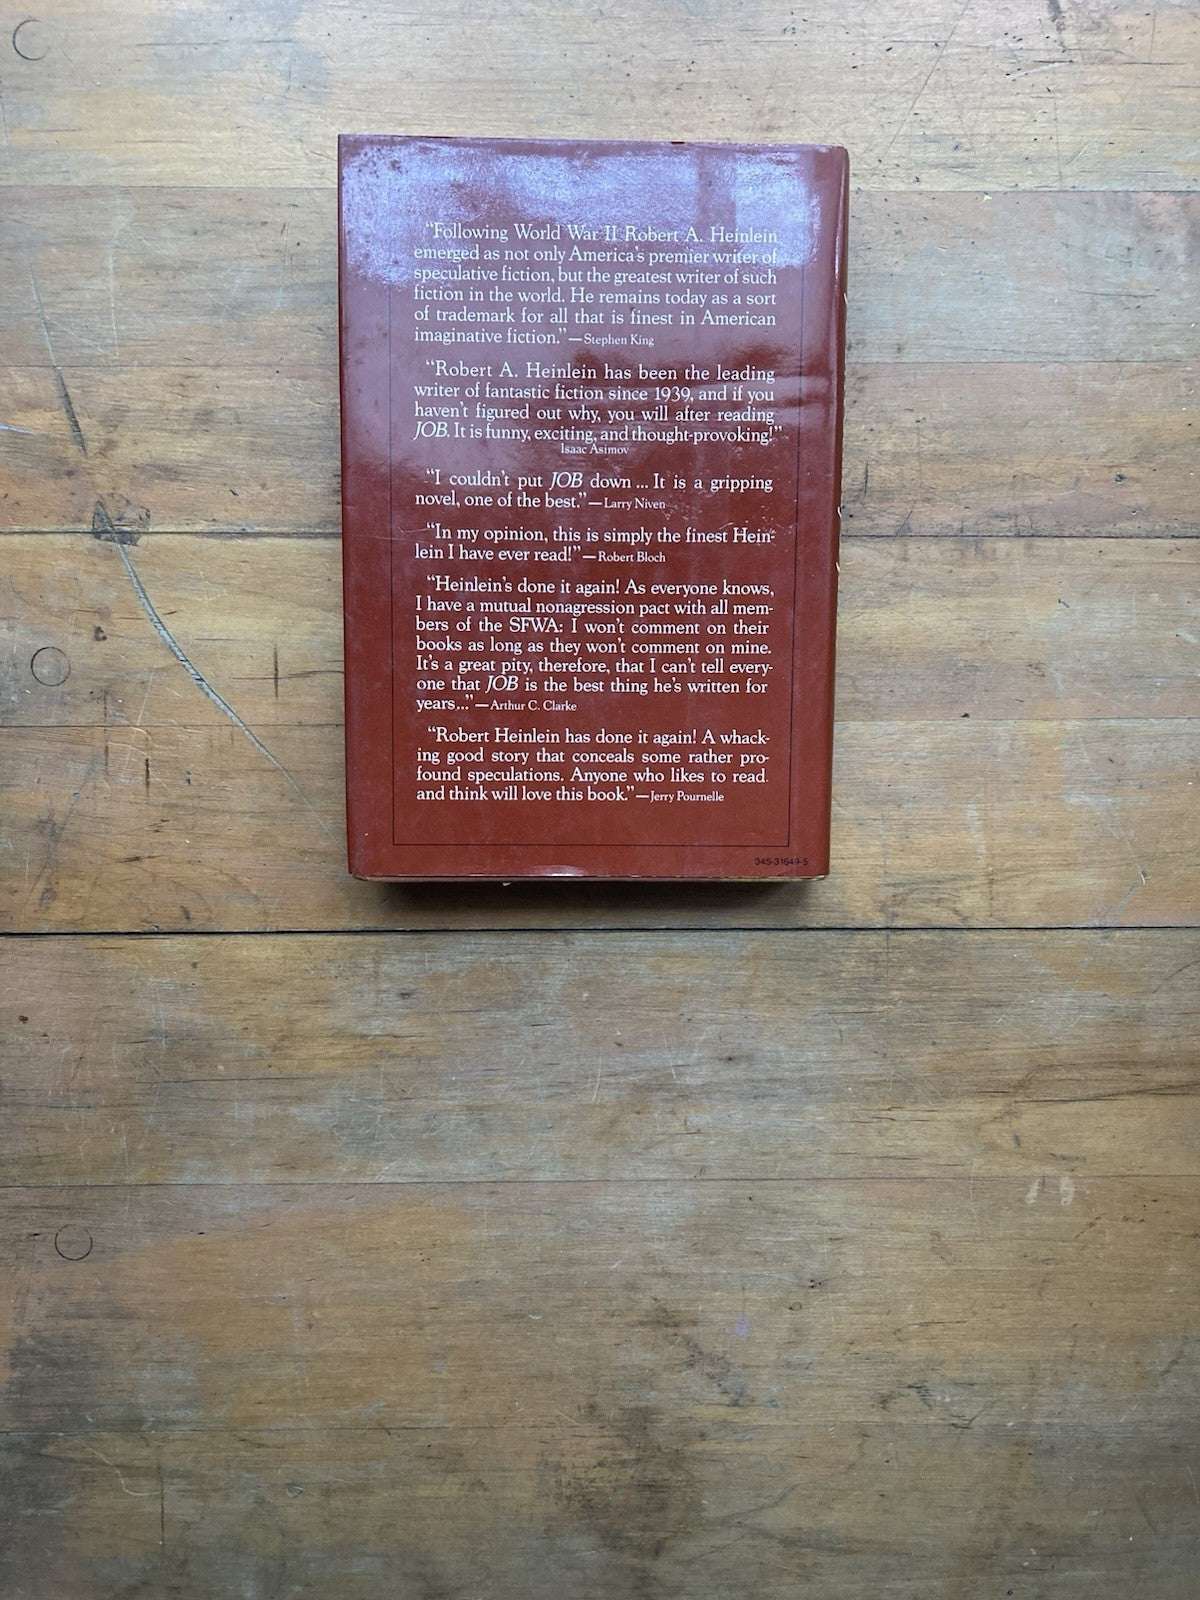 “Following World War II Robert A. Heinlein
emerged as not only America’s premier writer of
speculative fiction, but the greatest writer of such
fiction in the world. He remains today as a sort
of trademark for all that is finest in American
imaginative fiction.” —Stephen King
“Robert A. Heinlein has been the leading
writer of fantastic fiction since 1939, and if you
haven’t figured out why, you will after reading
JOB. It is funny, exciting, and thought-provoking!”
Isaac Asimov
“I couldn’t put JOB down ... It is a gripping
novel, one of the best.” —Larry Niven
“In my opinion, this is simply the finest Hein-
lein I have ever read!” —Robert Bloch
“Heinlein’s done it again! As everyone knows,
I have a mutual nonagression pact with all mem-
bers of the SFWA: I won’t comment on their
books as long as they won’t comment on mine.
It’s a great pity, therefore, that I can’t tell every-
one that JOB is the best thing he’s written for
years...” —Arthur C. Clarke
“Robert Heinlein has done it again! A whack-
ing good story that conceals some rather pro-
found speculations. Anyone who likes to read
and think will love this book.” —Jerry Pournelle
345-31649-5